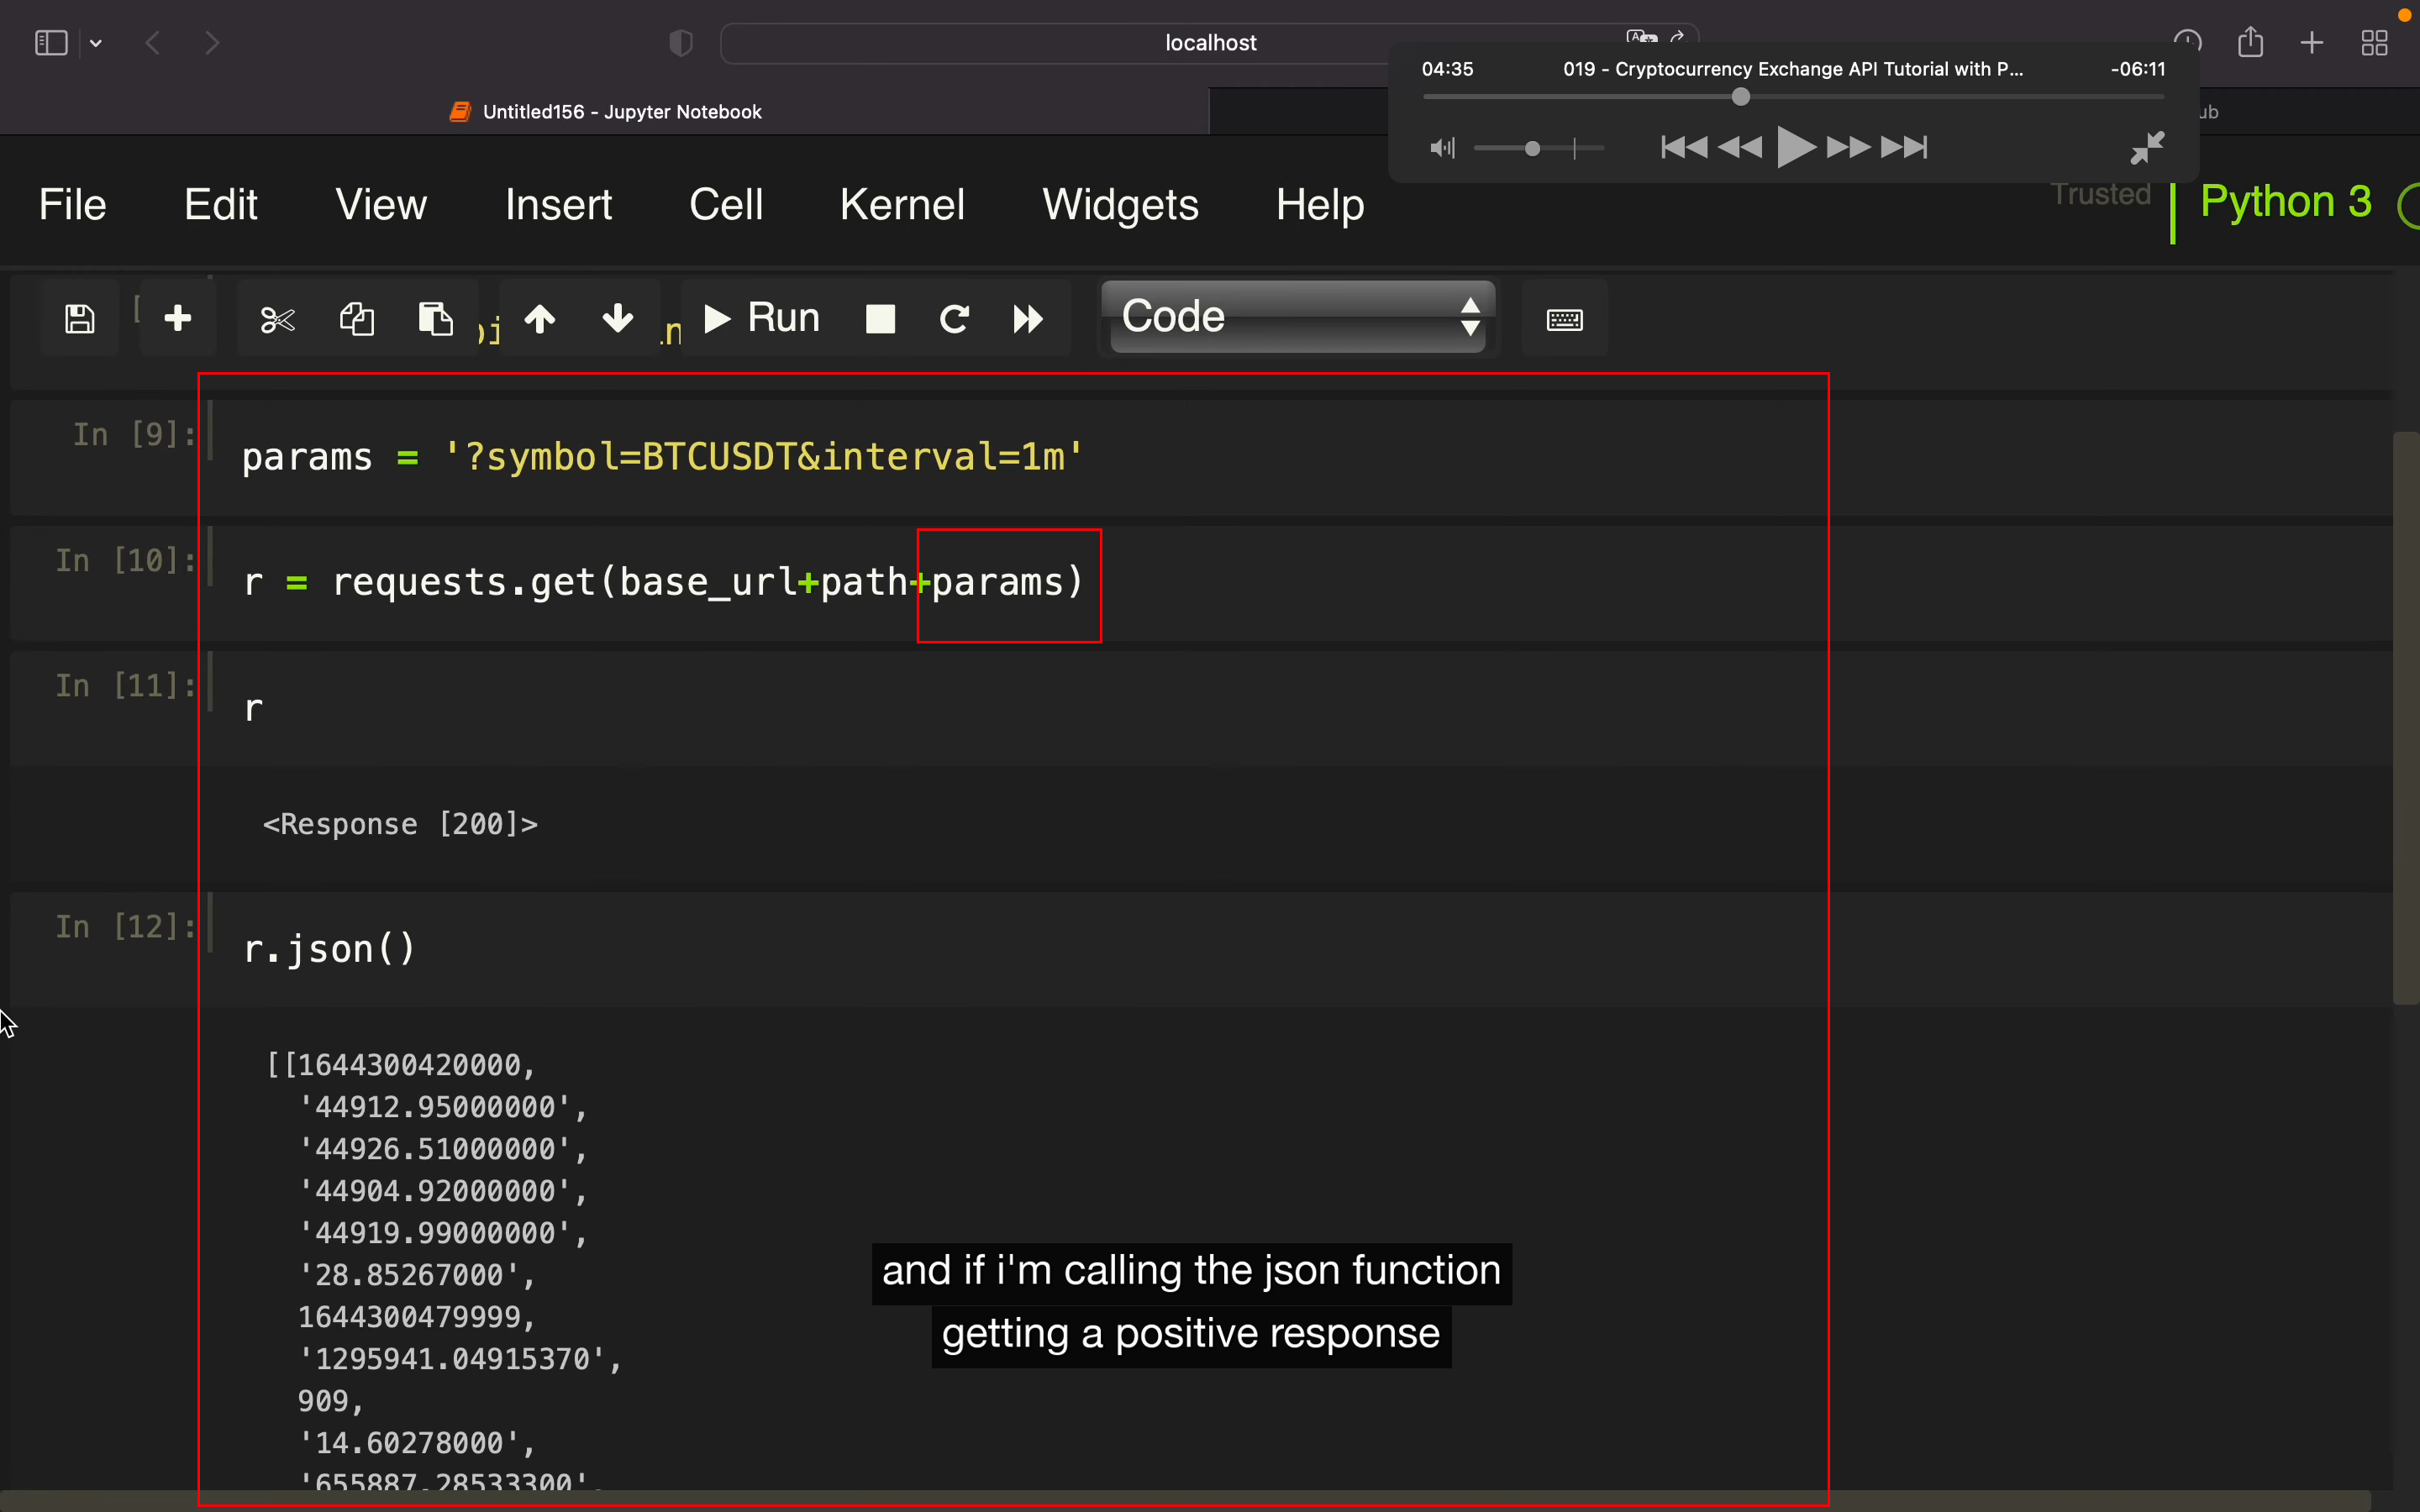 localhost
04:35 019 - Cryptocurrency Exchange API Tutorial with P... -06:11
Untitled156 - Jupyter Notebook
ub
File Edit View Insert Cell Kernel Widgets Help
Trusted
Python 3
Run
Code
In [9]: params = '?symbol=BTCUSDT&interval=1m'
In [10]: r = requests.get(base_url+path+params)
In [11]: r
<Response [200]>
In [12]: r.json()
[[1644300420000,
'44912.95000000',
'44926.51000000',
'44904.92000000',
'44919.99000000',
'28.85267000',
1644300479999,
'1295941.04915370',
909,
'14.60278000',
'655887.28533300',
and if i'm calling the json function
getting a positive response